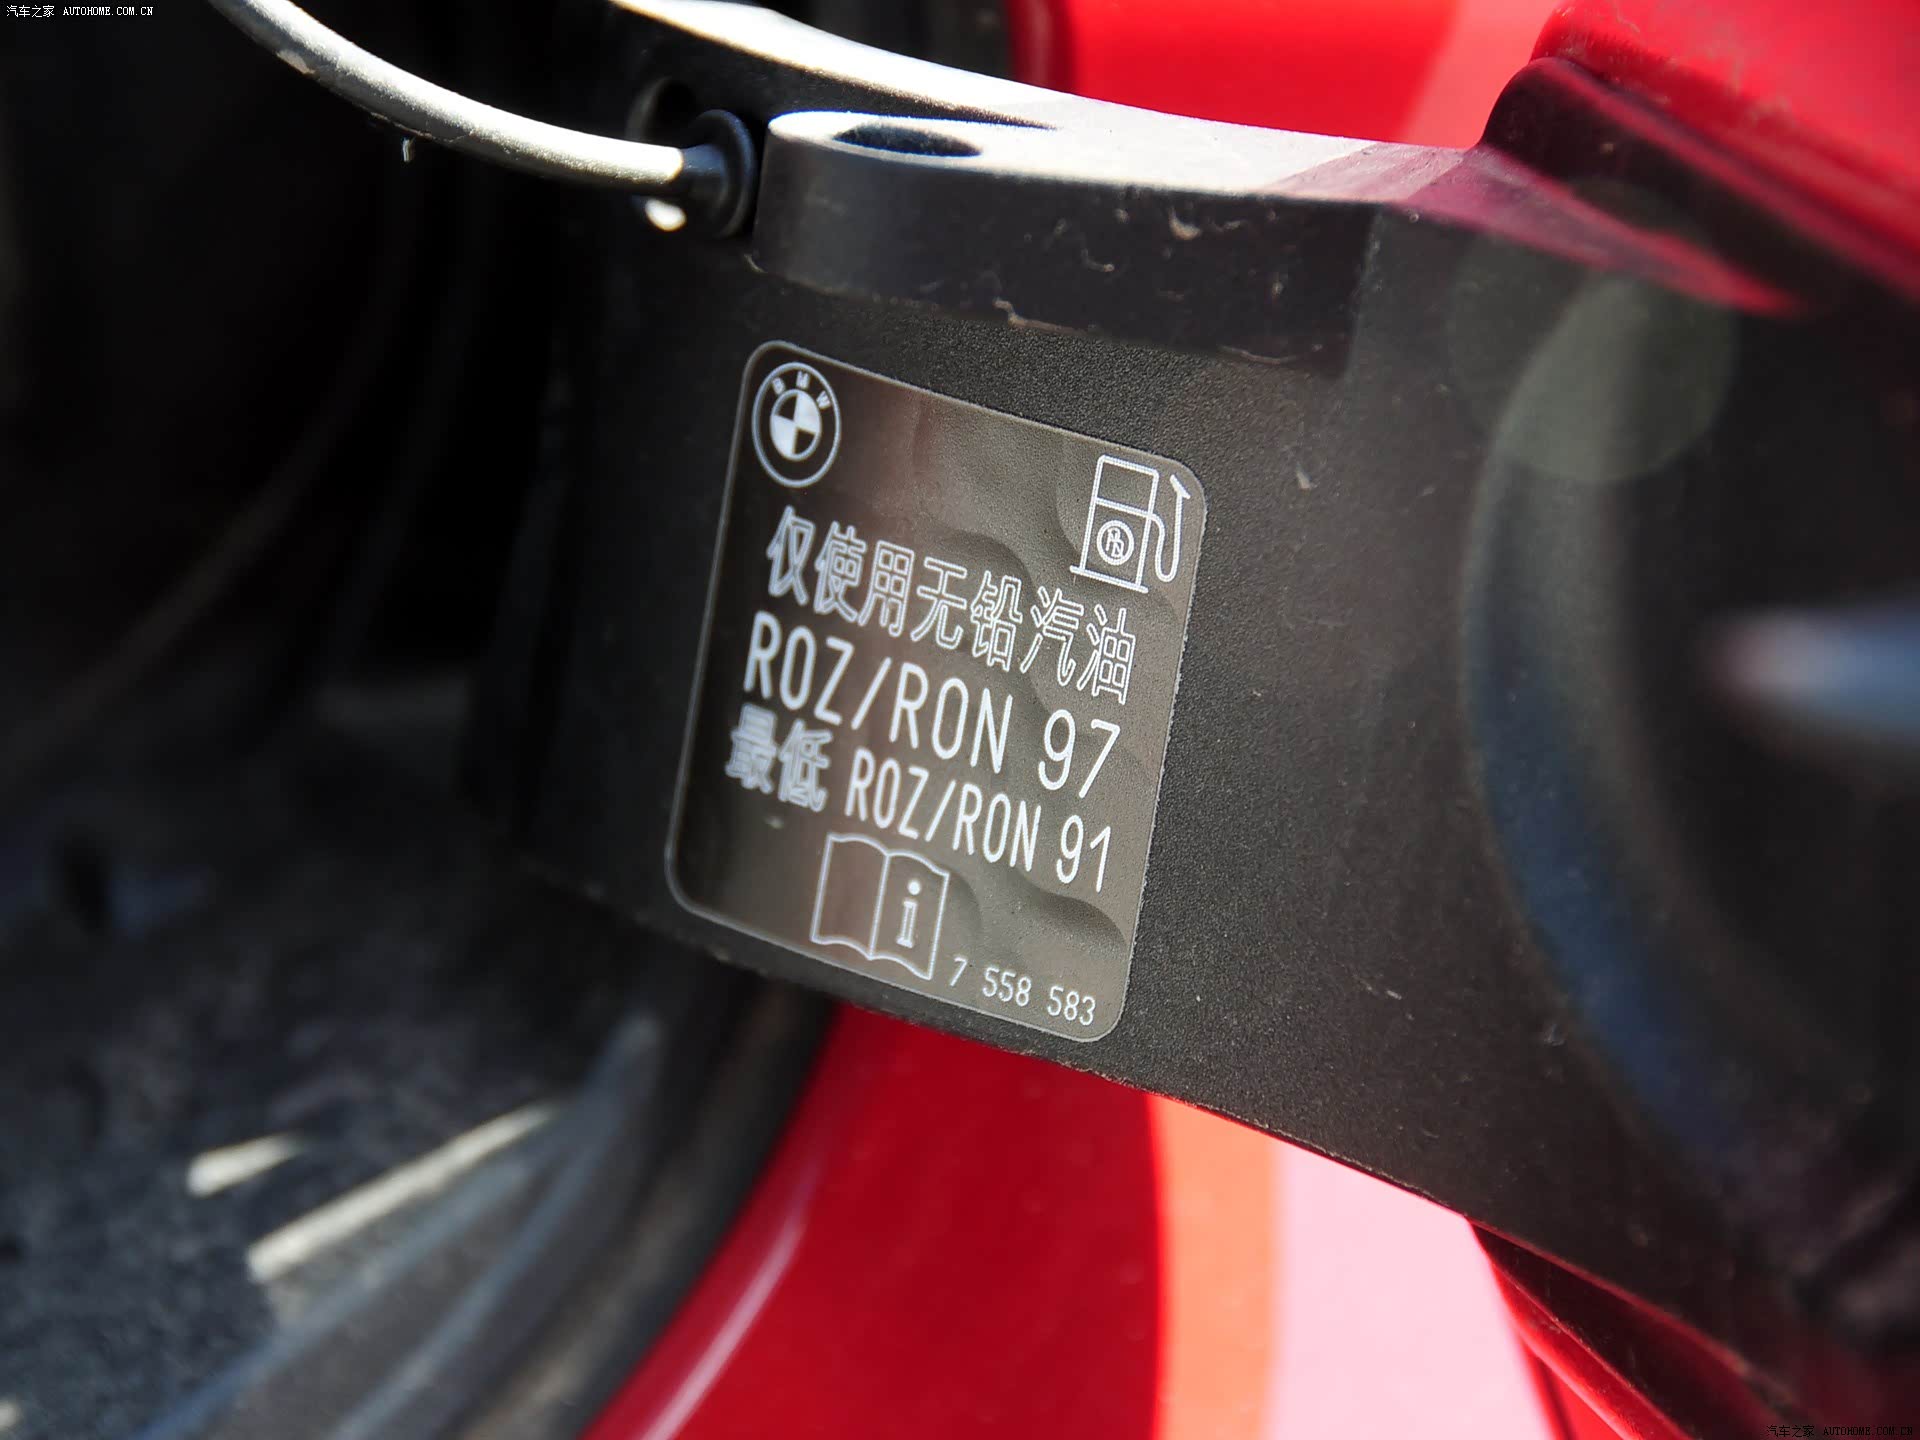 汽车之家 AUTOHOME.COM.CN
BMW
仅使用无铅汽油
ROZ/RON 97
最低 ROZ/RON 91
i
7 558 583
汽车之家 AUTOHOME.COM.CN